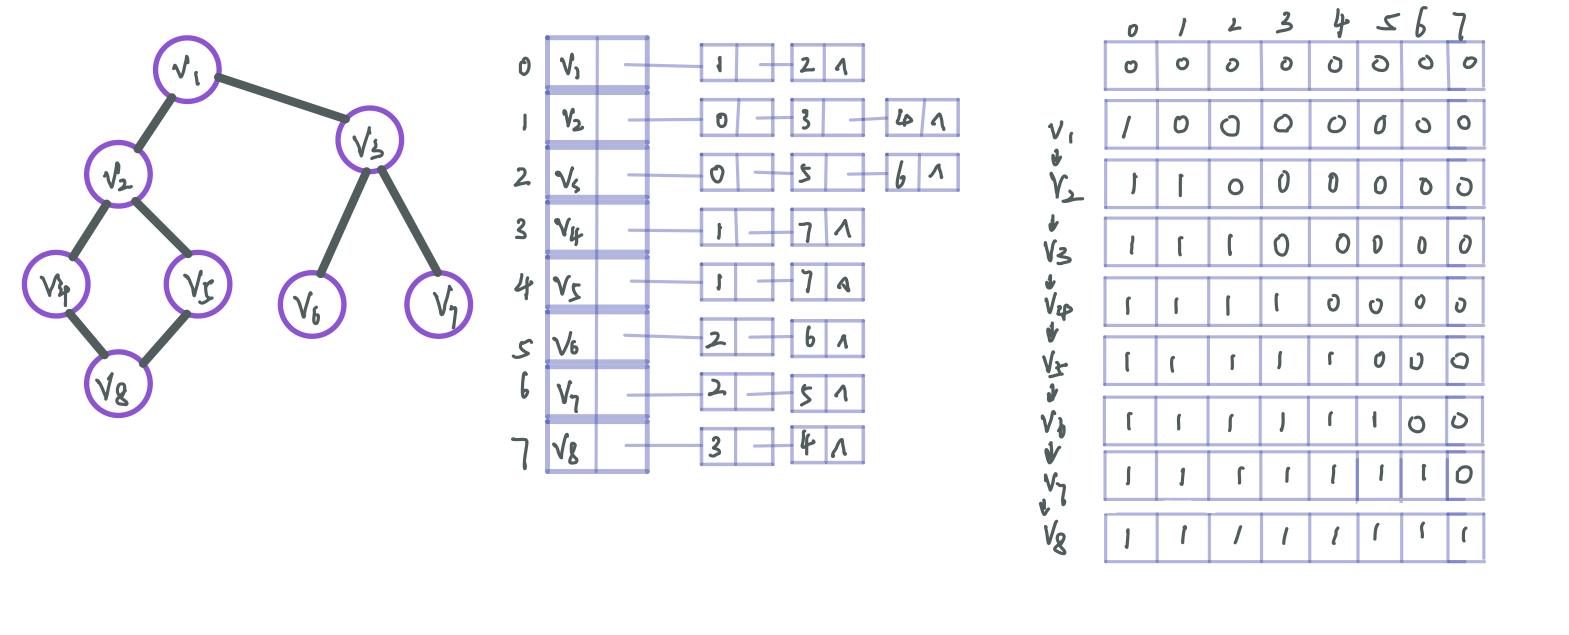 V1
V3
V2
V4
V5
V6
V7
V8
0 V1 1 2 ∧
1 V2 0 3 4 ∧
2 V3 0 5 6 ∧
3 V4 1 7 ∧
4 V5 1 7 ∧
5 V6 2 6 ∧
6 V7 2 5 ∧
7 V8 3 4 ∧
0 1 2 3 4 5 6 7
0 0 0 0 0 0 0 0
V1 1 0 0 0 0 0 0 0
↓
V2 1 1 0 0 0 0 0 0
↓
V3 1 1 1 0 0 0 0 0
↓
V4 1 1 1 1 0 0 0 0
↓
V5 1 1 1 1 1 0 0 0
↓
V6 1 1 1 1 1 1 0 0
↓
V7 1 1 1 1 1 1 1 0
↓
V8 1 1 1 1 1 1 1 1